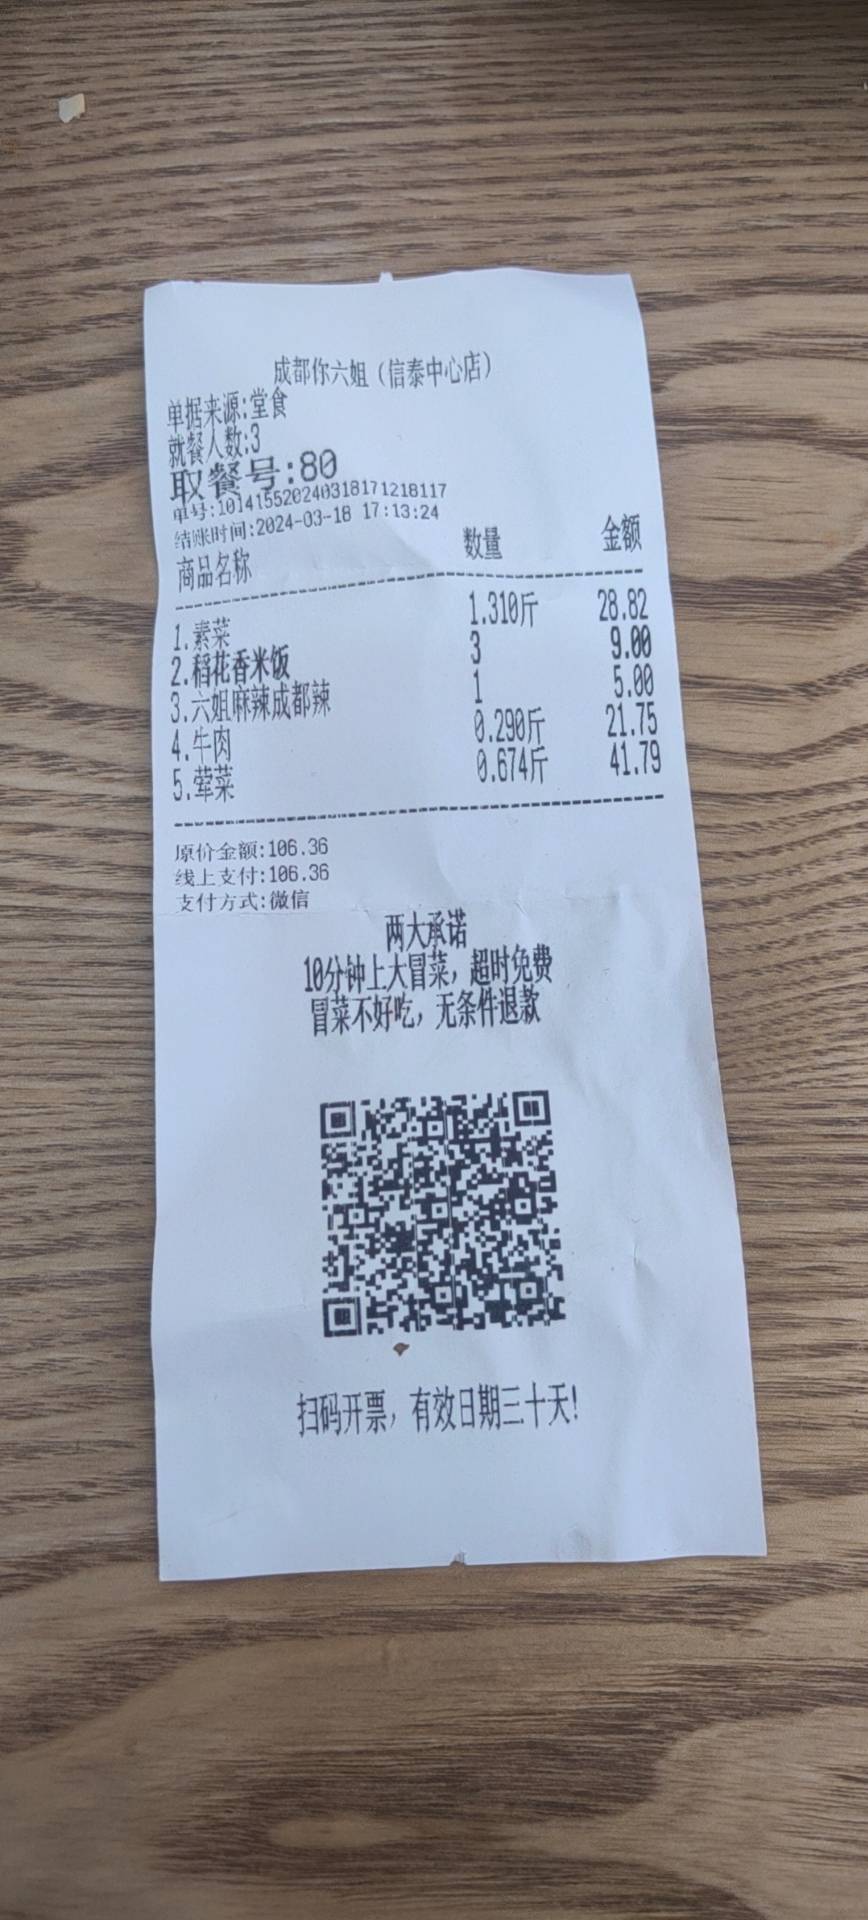 成都你六姐（信泰中心店）
单据来源:堂食
就餐人数:3
取餐号:80
单号:10141552024031817​1218117
结账时间:2024-03-18 17:13:24
商品名称 数量 金额
1.素菜 1.310斤 28.82
2.稻花香米饭 3 9.00
3.六姐麻辣成都辣 1 5.00
4.牛肉 0.290斤 21.75
5.荤菜 0.674斤 41.79
原价金额:106.36
线上支付:106.36
支付方式:微信
两大承诺
10分钟上大冒菜，超时免费
冒菜不好吃，无条件退款
扫码开票，有效日期三十天!